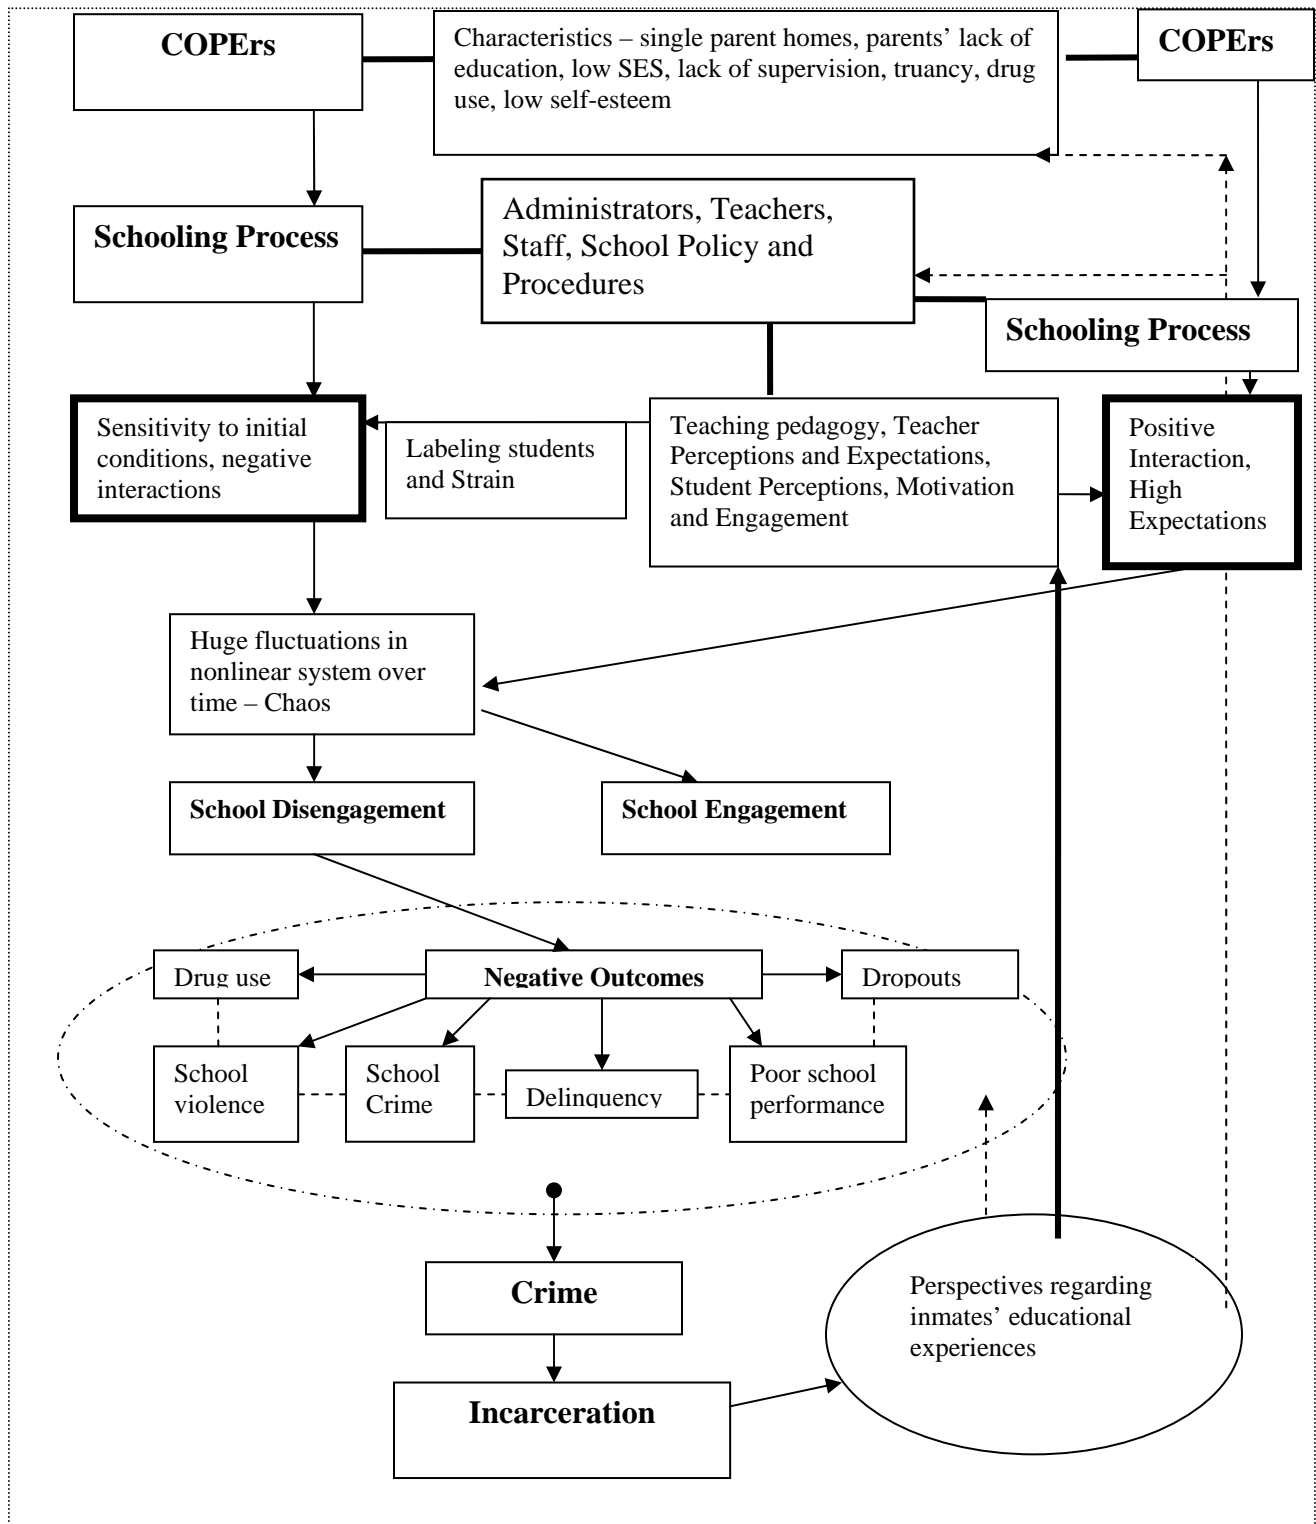 COPErs
Characteristics – single parent homes, parents’ lack of
education, low SES, lack of supervision, truancy, drug
use, low self-esteem
COPErs
Schooling Process
Administrators, Teachers,
Staff, School Policy and
Procedures
Schooling Process
Sensitivity to initial
conditions, negative
interactions
Labeling students
and Strain
Teaching pedagogy, Teacher
Perceptions and Expectations,
Student Perceptions, Motivation
and Engagement
Positive
Interaction,
High
Expectations
Huge fluctuations in
nonlinear system over
time – Chaos
School Disengagement
School Engagement
Drug use
Negative Outcomes
Dropouts
School
violence
School
Crime
Delinquency
Poor school
performance
Crime
Perspectives regarding
inmates’ educational
experiences
Incarceration